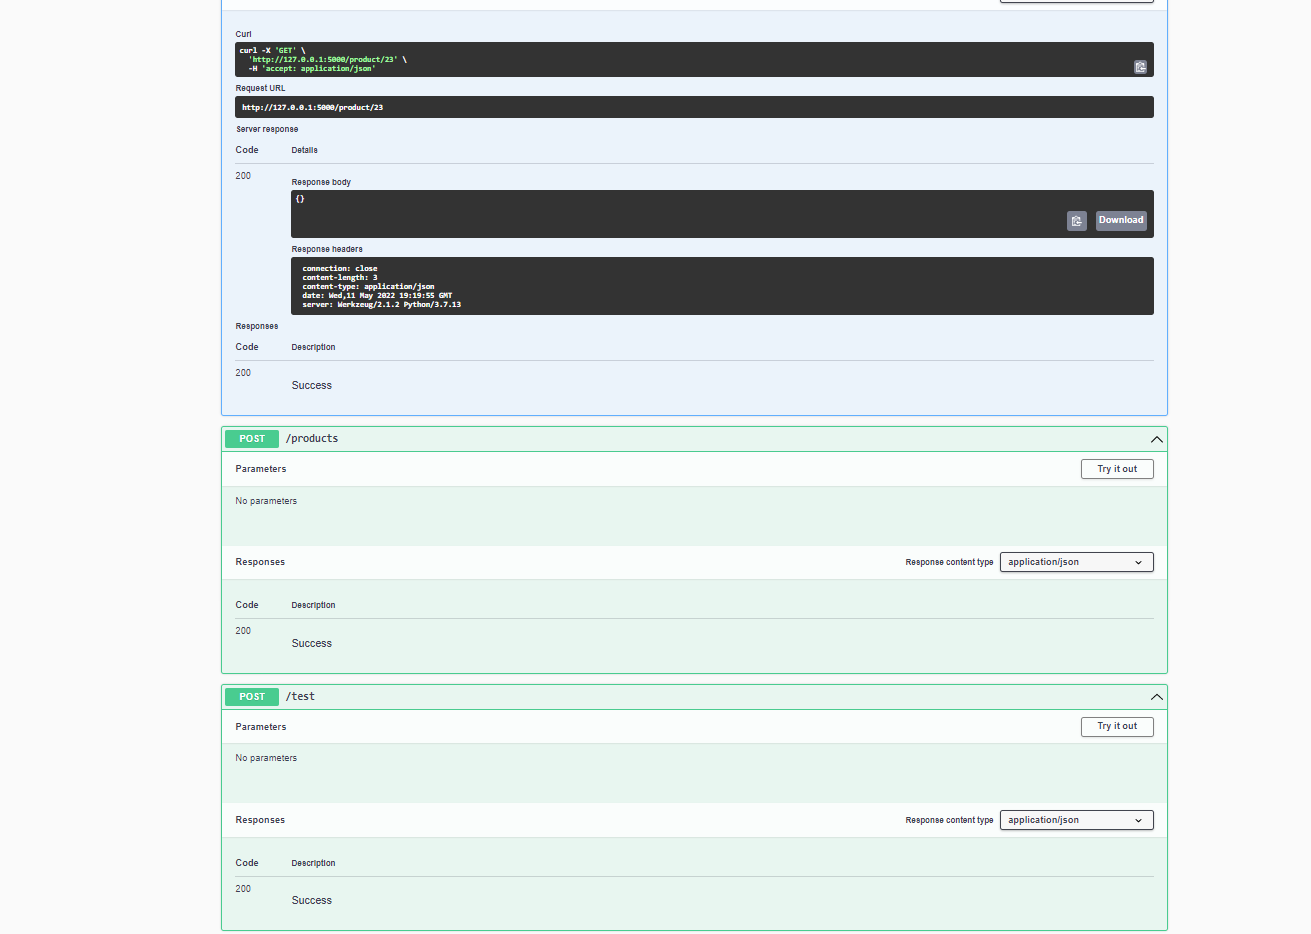 Curl
curl -X 'GET' \
'http://127.0.0.1:5000/product/23' \
-H 'accept: application/json'
Request URL
http://127.0.0.1:5000/product/23
Server response
Code Details
200
Response body
{}
Download
Response headers
connection: close
content-length: 3
content-type: application/json
date: Wed,11 May 2022 19:19:55 GMT
server: Werkzeug/2.1.2 Python/3.7.13
Responses
Code Description
200
Success
POST /products
Parameters Try it out
No parameters
Responses Response content type application/json
Code Description
200
Success
POST /test
Parameters Try it out
No parameters
Responses Response content type application/json
Code Description
200
Success